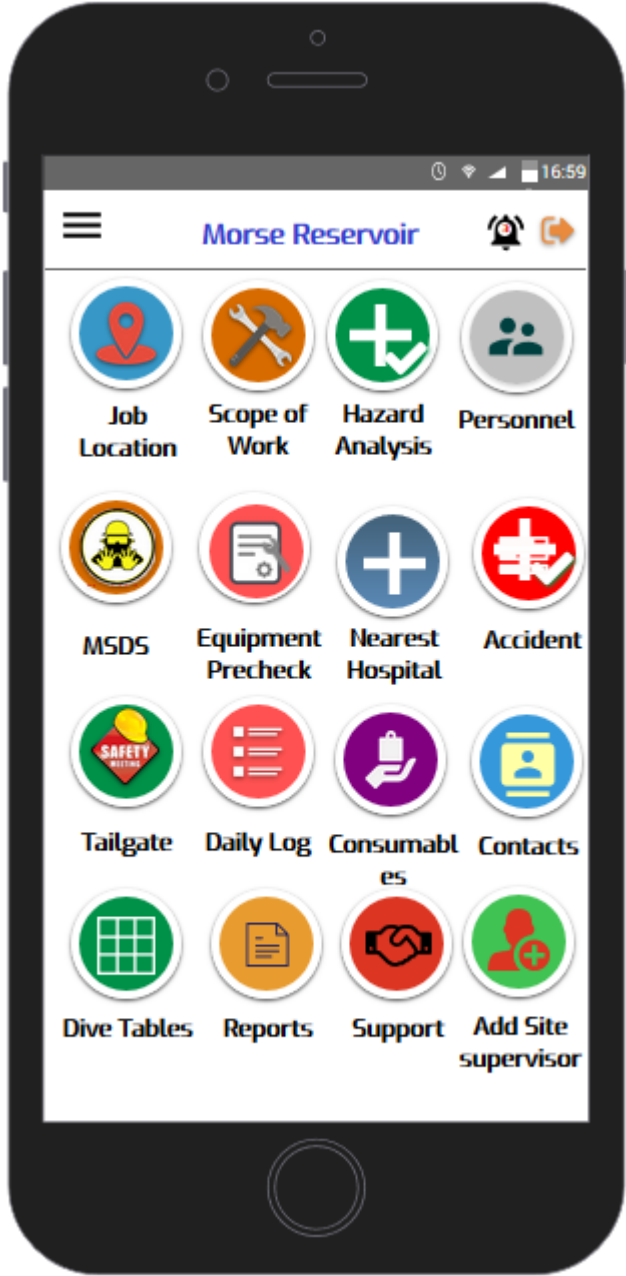 16:59
Morse Reservoir
Job
Location
Scope of
Work
Hazard
Analysis
Personnel
MSDS
Equipment
Precheck
Nearest
Hospital
Accident
SAFETY
MEETING
Tailgate
Daily Log
Consumabl
es
Contacts
Dive Tables
Reports
Support
Add Site
supervisor